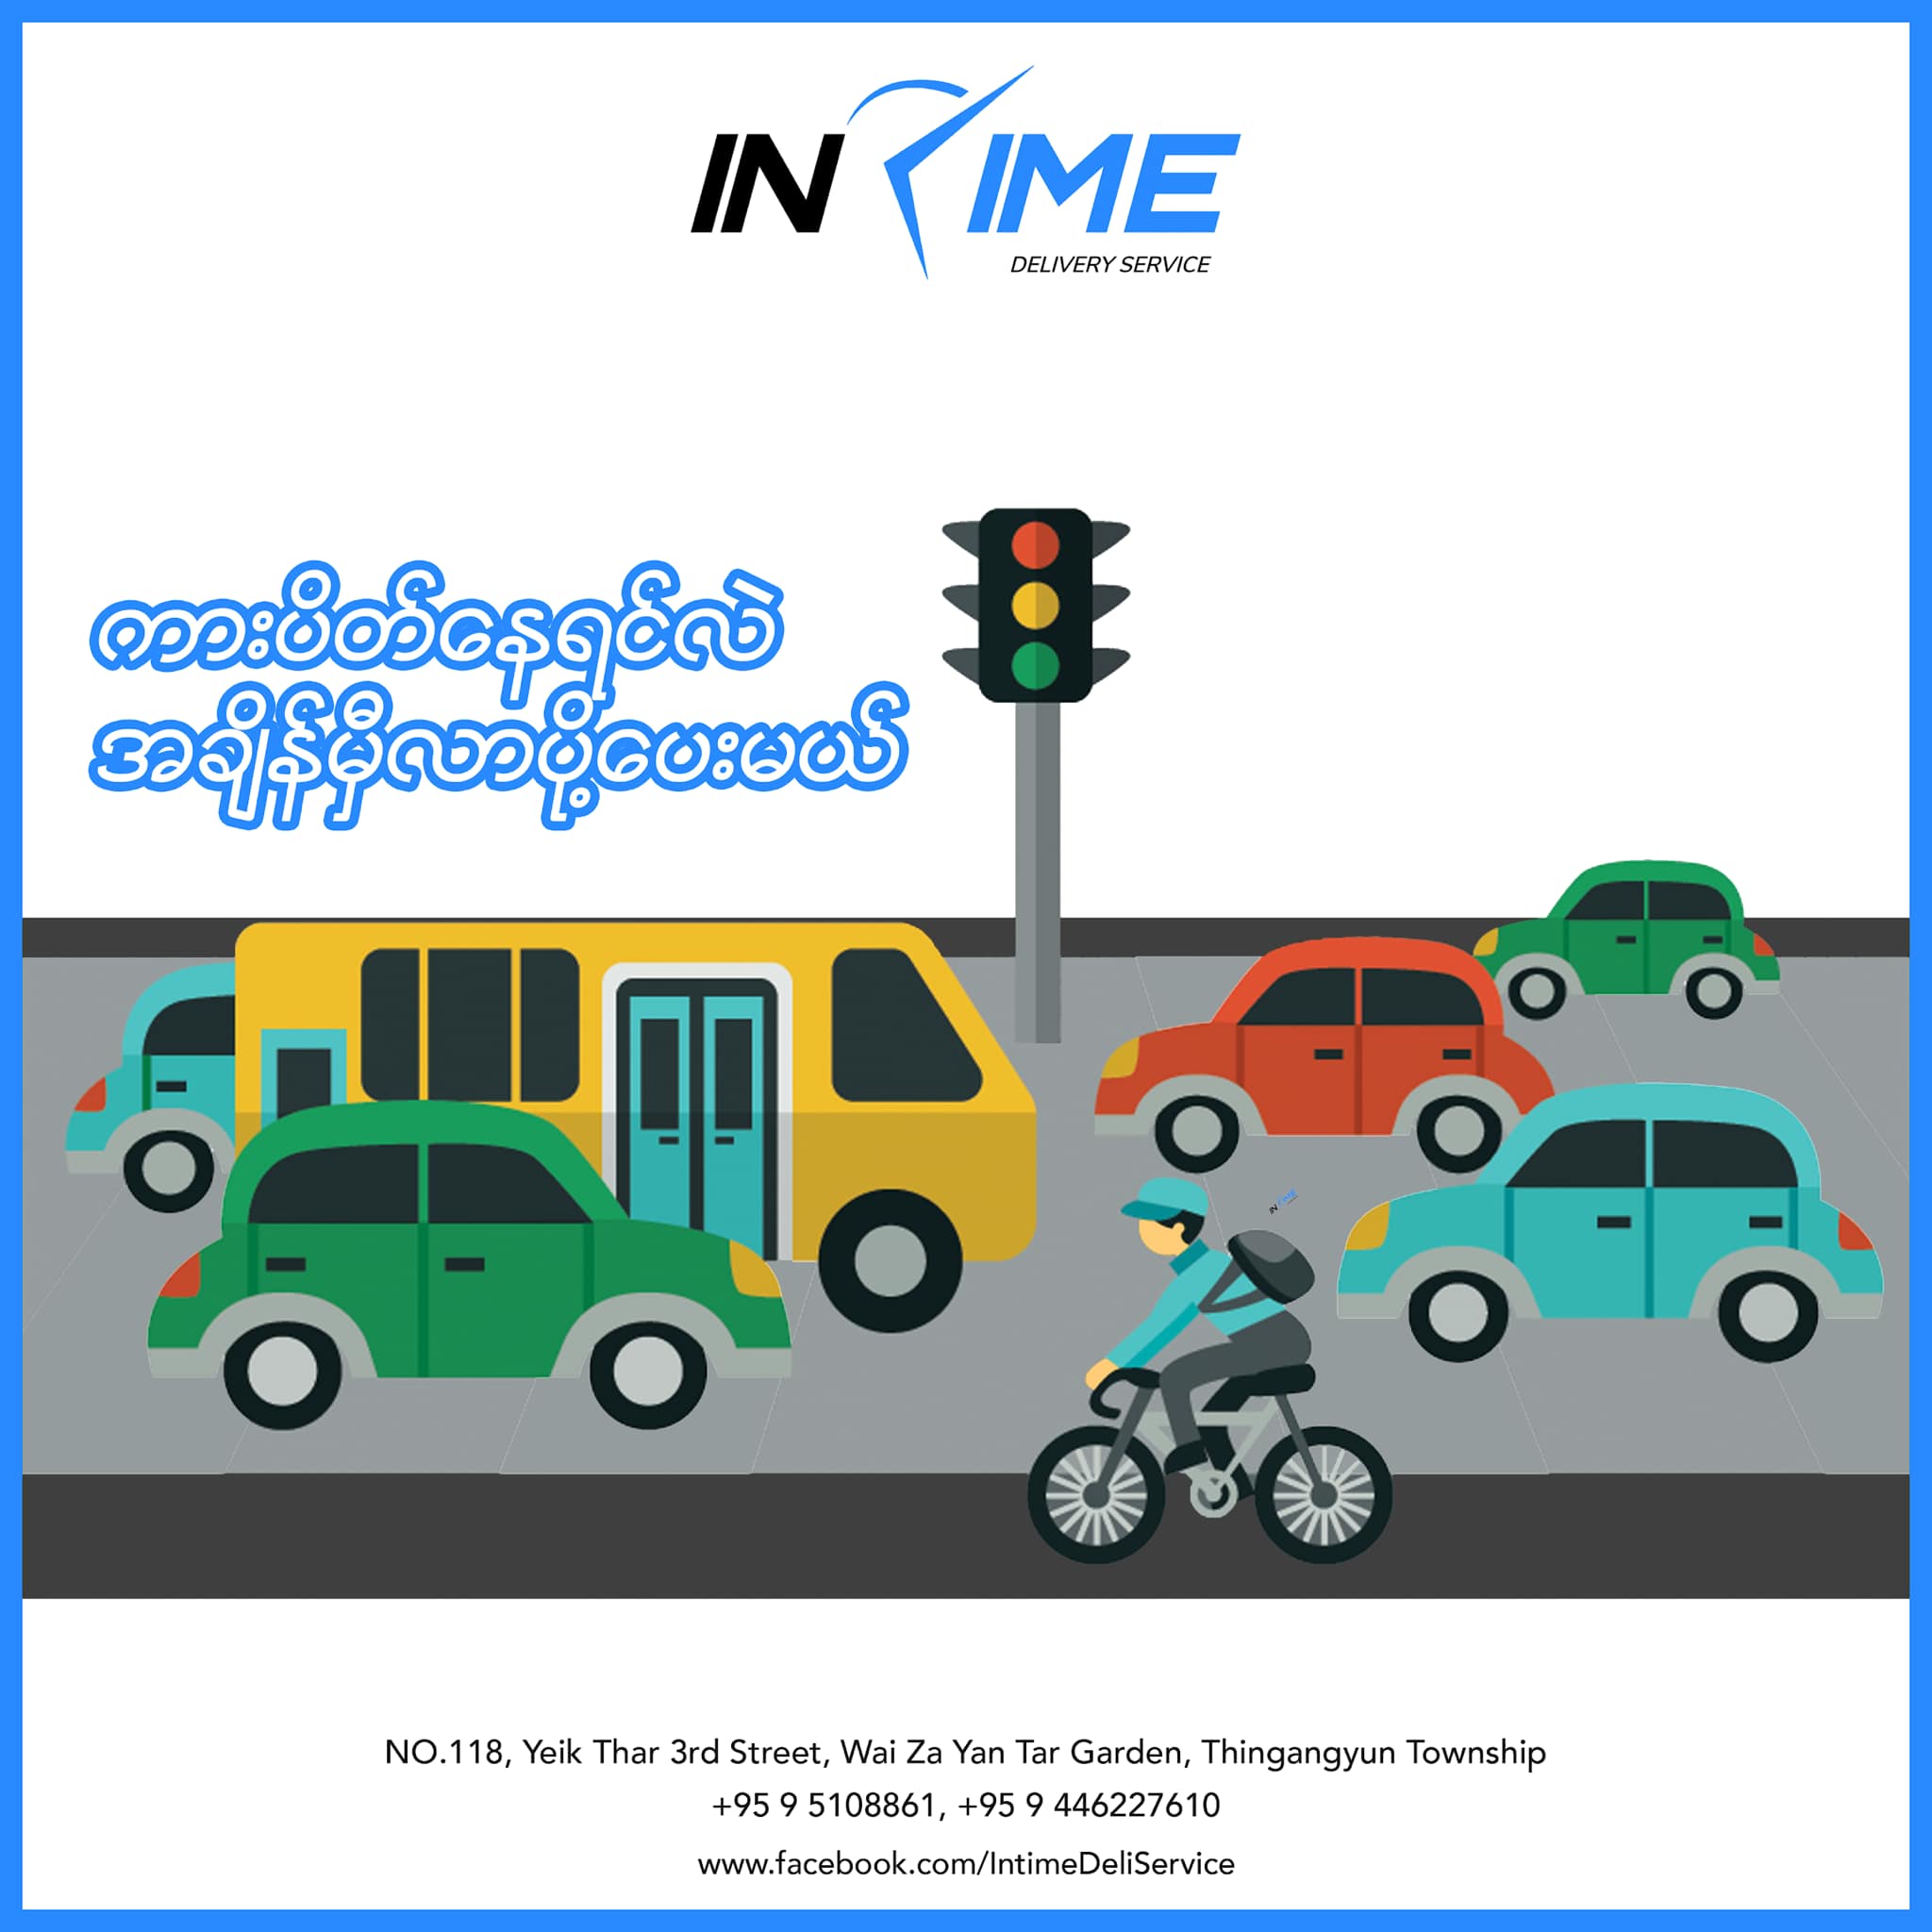 INTIME
DELIVERY SERVICE
ကားပိတ်နေရင်လဲ
အချိန်မှီလာပို့ပေးမယ်
INTIME
NO.118, Yeik Thar 3rd Street, Wai Za Yan Tar Garden, Thingangyun Township
+95 9 5108861, +95 9 446227610
www.facebook.com/IntimeDeliService